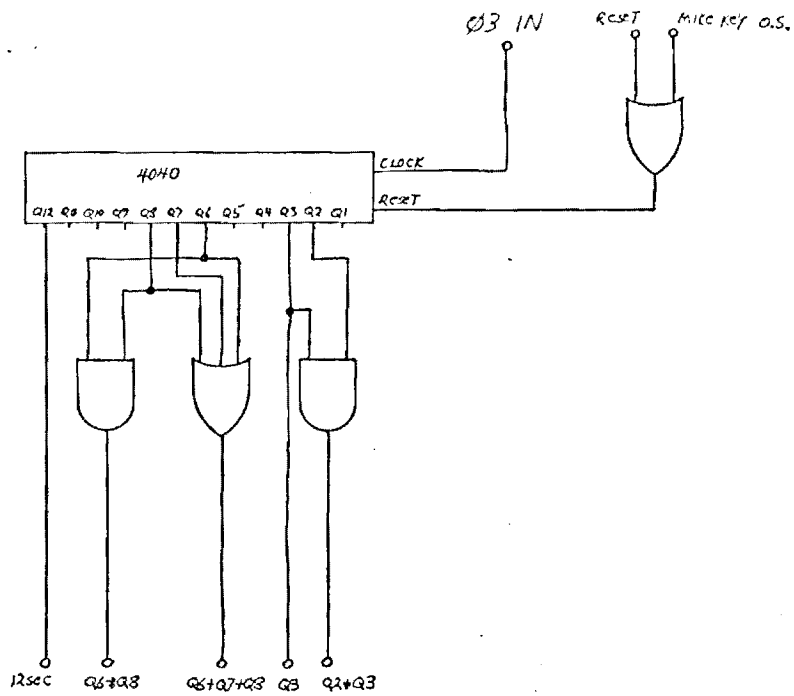 Ø3 IN
RESET
MIKE KEY O.S.
4040
CLOCK
RESET
Q12 Q11 Q10 Q9 Q8 Q7 Q6 Q5 Q4 Q3 Q2 Q1
12sec
Q6*Q8
Q6+Q7+Q8
Q3
Q2*Q3